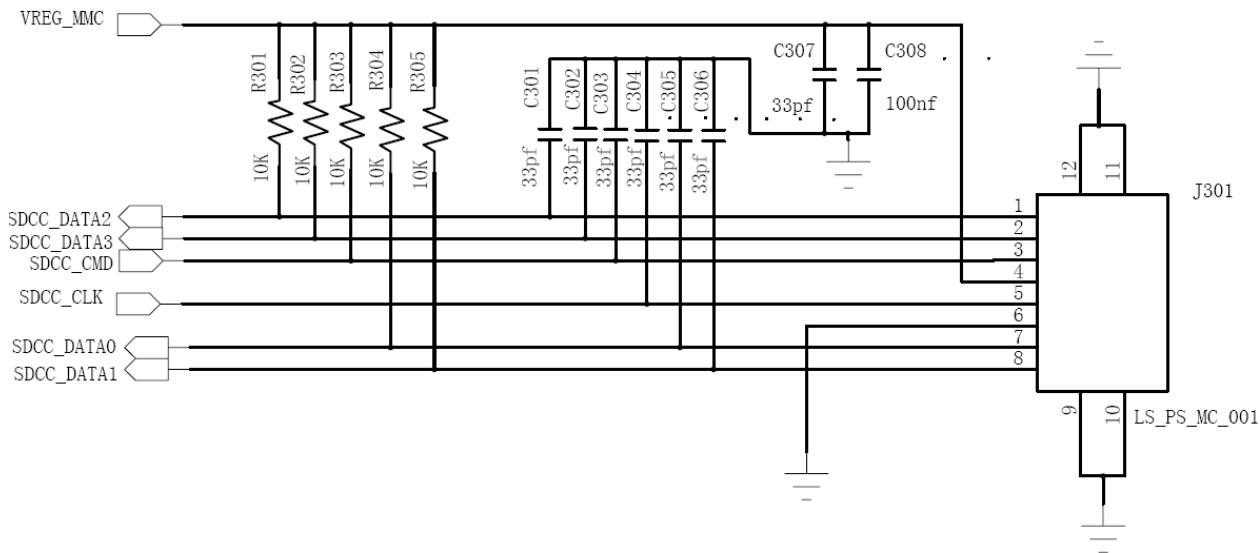 VREG_MMC
R301
R302
R303
R304
R305
10K
10K
10K
10K
10K
C301
C302
C303
C304
C305
C306
33pf
33pf
33pf
33pf
33pf
33pf
C307
C308
33pf
100nf
12
11
J301
SDCC_DATA2
SDCC_DATA3
SDCC_CMD
SDCC_CLK
SDCC_DATA0
SDCC_DATA1
1
2
3
4
5
6
7
8
9
10
LS_PS_MC_001